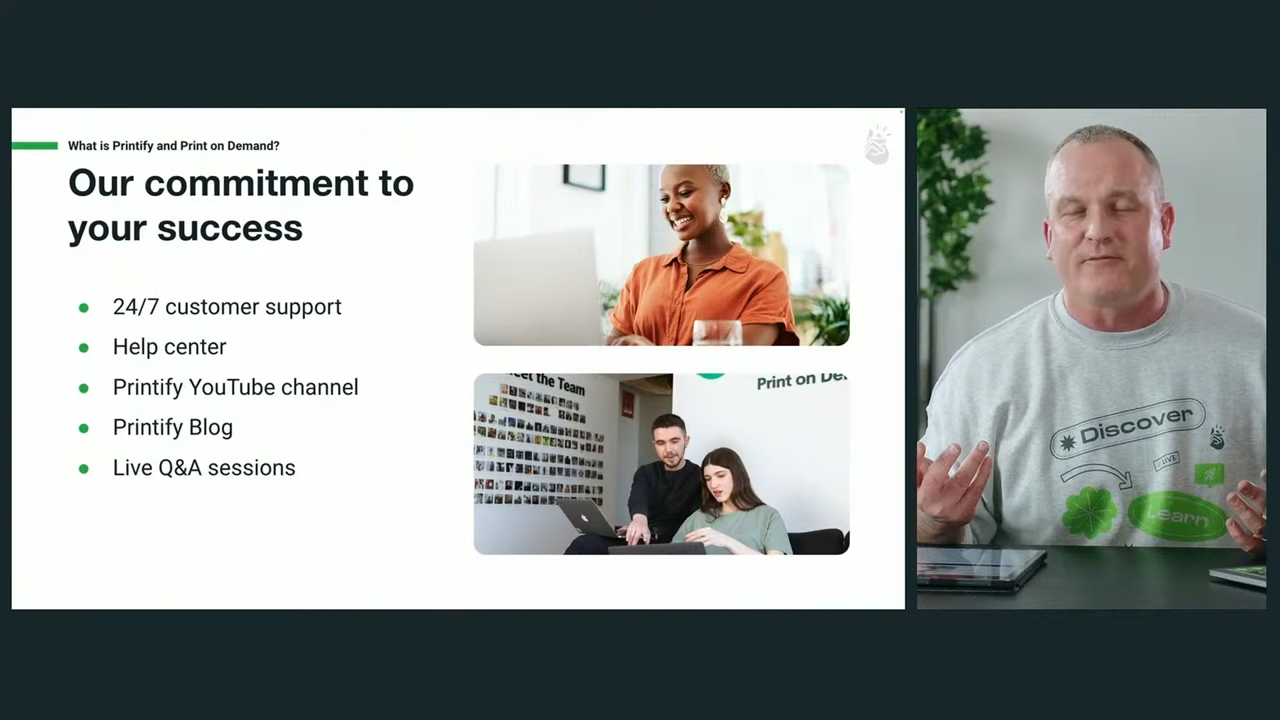 What is Printify and Print on Demand?
Our commitment to
your success
24/7 customer support
Help center
Printify YouTube channel
Printify Blog
Live Q&A sessions
the Team
Print on
Discover
LIVE
Learn